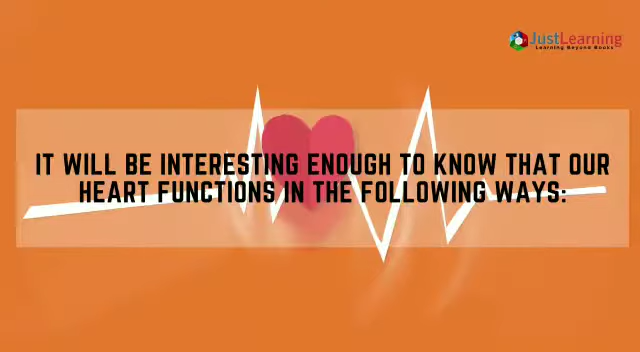 JustLearning
Learning Beyond Books
IT WILL BE INTERESTING ENOUGH TO KNOW THAT OUR
HEART FUNCTIONS IN THE FOLLOWING WAYS: